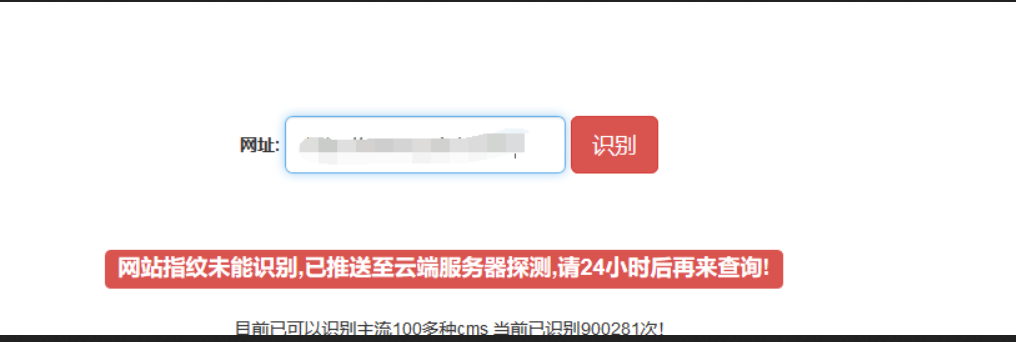 网址: 识别
网站指纹未能识别,已推送至云端服务器探测,请24小时后再来查询!
目前已可以识别主流100多种cms 当前已识别900281次!